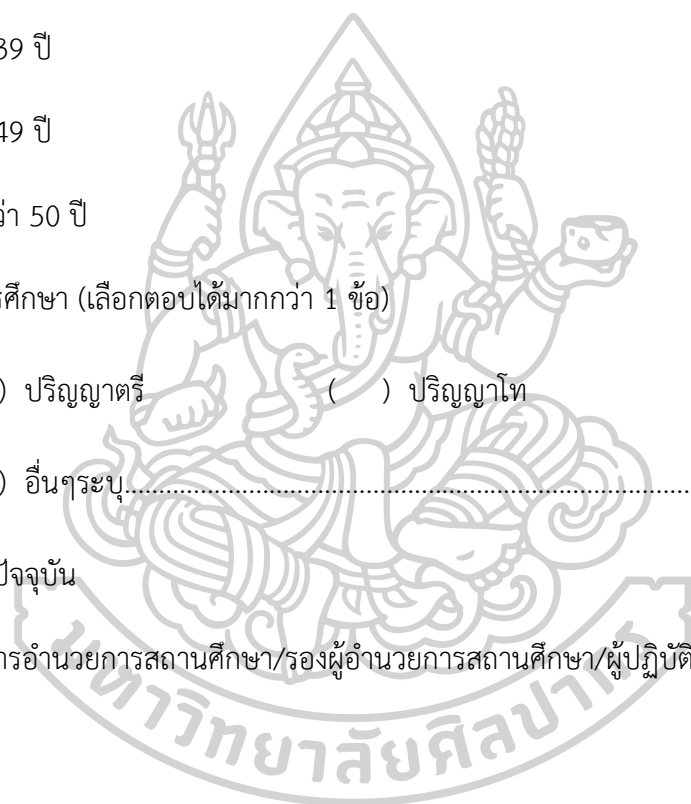 39 ปี
49 ปี
ว่า 50 ปี
รศึกษา (เลือกตอบได้มากกว่า 1 ข้อ)
) ปริญญาตรี ( ) ปริญญาโท
) อื่นๆระบุ....................................................................................
ปัจจุบัน
การอำนวยการสถานศึกษา/รองผู้อำนวยการสถานศึกษา/ผู้ปฏิบัติ
มหาวิทยาลัยศิลปากร